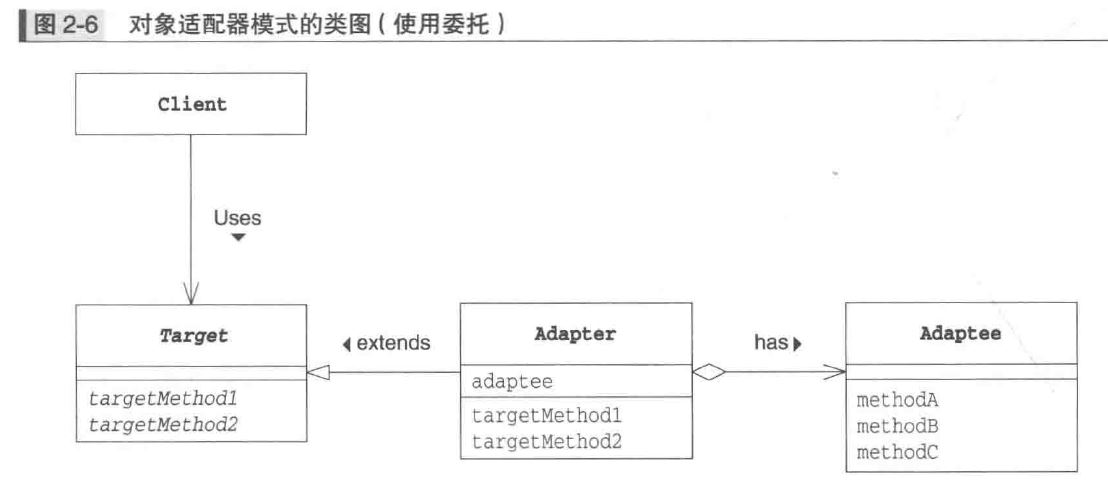 图 2-6 对象适配器模式的类图（使用委托）
Client
Uses
Target
targetMethod1
targetMethod2
extends
Adapter
adaptee
targetMethod1
targetMethod2
has
Adaptee
methodA
methodB
methodC